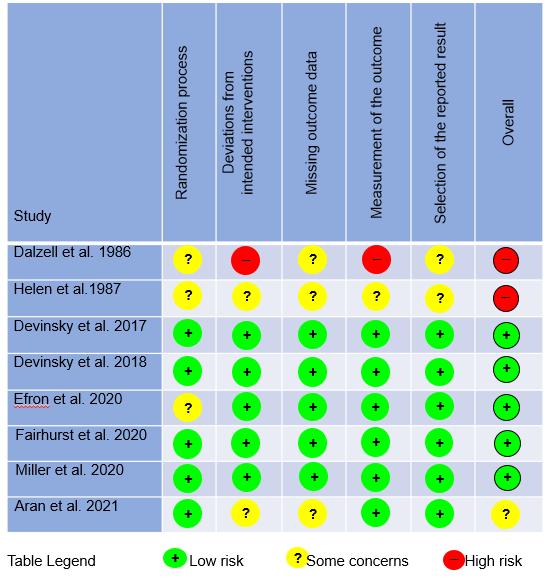 Study
Randomization process
Deviations from
intended interventions
Missing outcome data
Measurement of the outcome
Selection of the reported result
Overall
Dalzell et al. 1986 ? – ? – ? –
Helen et al.1987 ? ? ? ? ? –
Devinsky et al. 2017 + + + + + +
Devinsky et al. 2018 + + + + + +
Efron et al. 2020 ? + + + + +
Fairhurst et al. 2020 + + + + + +
Miller et al. 2020 + + + + + +
Aran et al. 2021 + ? ? + + ?
Table Legend + Low risk ? Some concerns – High risk